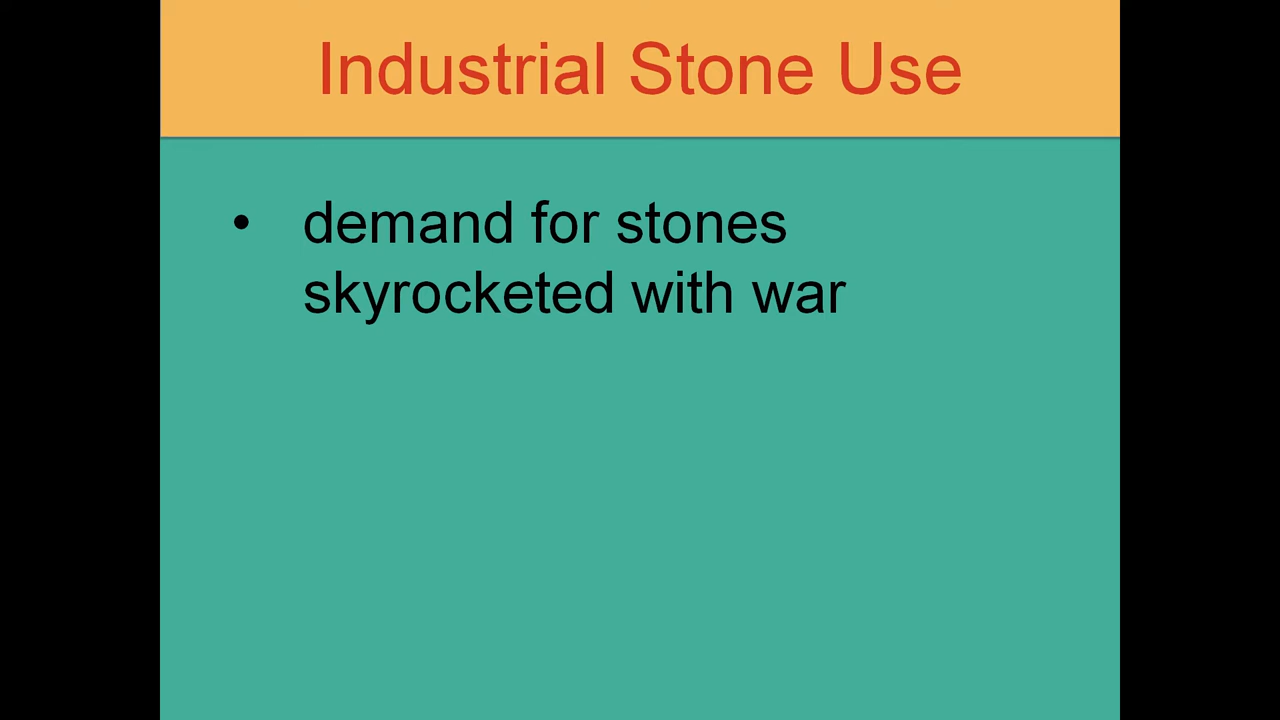 Industrial Stone Use
• demand for stones
skyrocketed with war